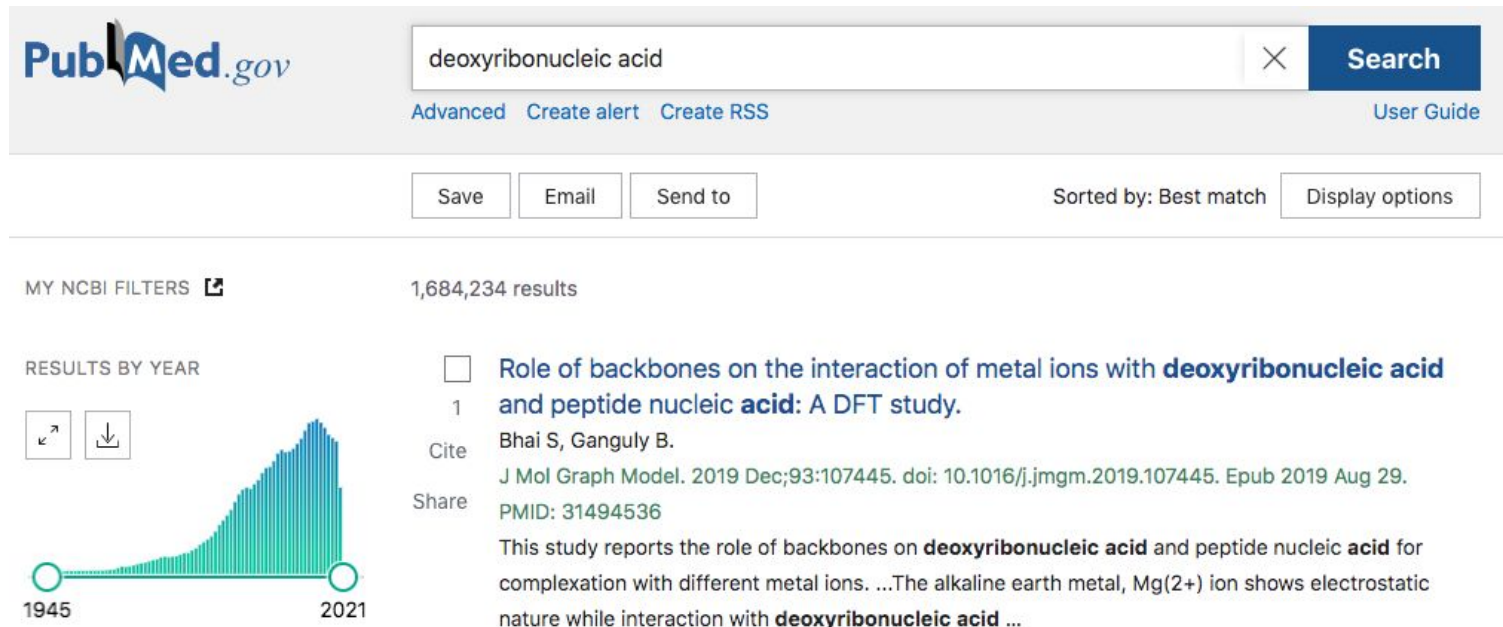 PubMed.gov
deoxyribonucleic acid
Search
Advanced Create alert Create RSS
User Guide
Save Email Send to
Sorted by: Best match Display options
MY NCBI FILTERS
1,684,234 results
RESULTS BY YEAR
1945 2021
1
Cite
Share
Role of backbones on the interaction of metal ions with deoxyribonucleic acid
and peptide nucleic acid: A DFT study.
Bhai S, Ganguly B.
J Mol Graph Model. 2019 Dec;93:107445. doi: 10.1016/j.jmgm.2019.107445. Epub 2019 Aug 29.
PMID: 31494536
This study reports the role of backbones on deoxyribonucleic acid and peptide nucleic acid for
complexation with different metal ions. ...The alkaline earth metal, Mg(2+) ion shows electrostatic
nature while interaction with deoxyribonucleic acid ...